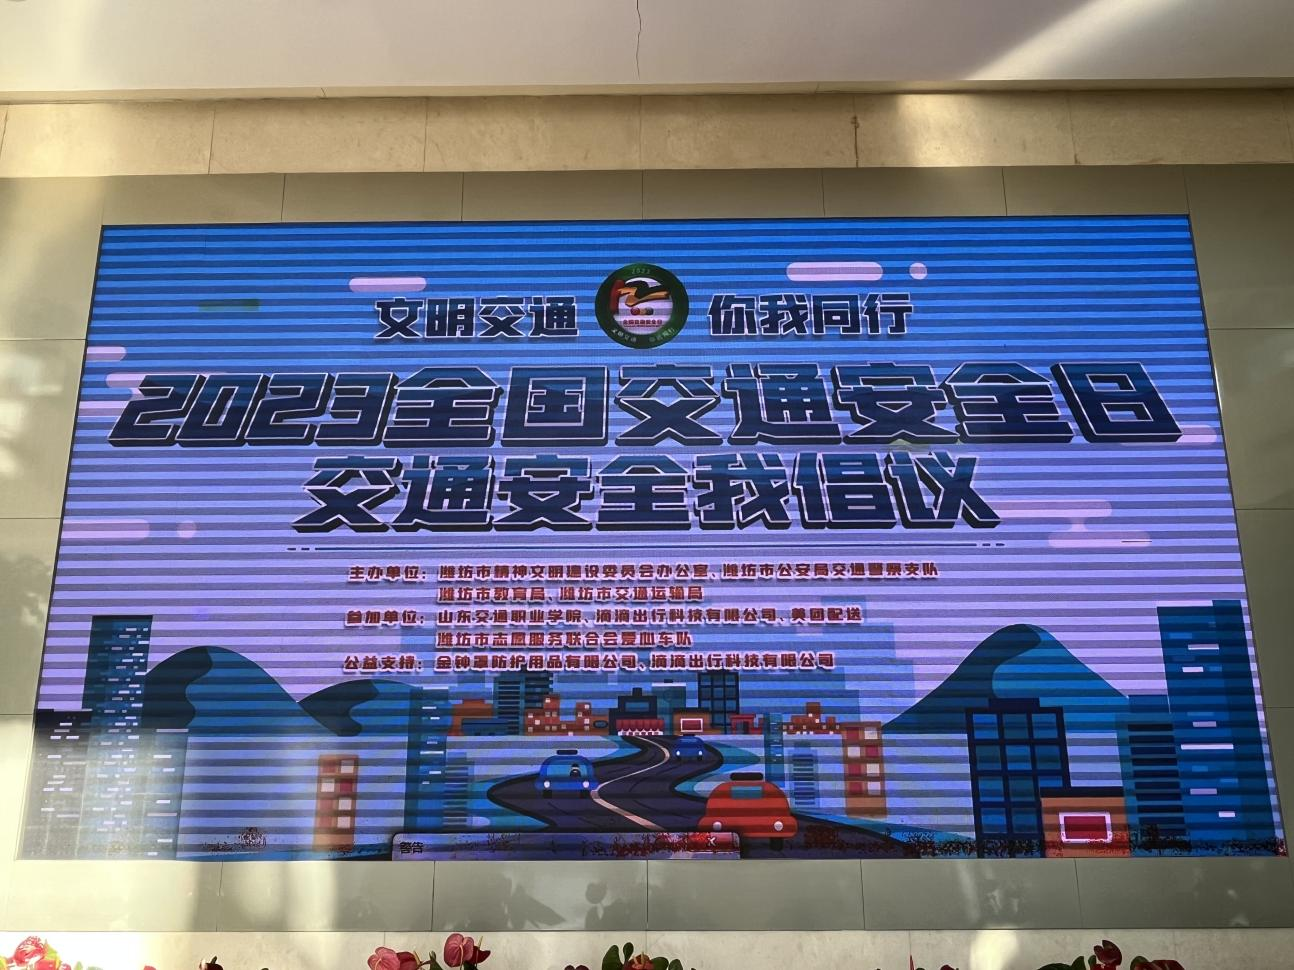 文明交通 你我同行
2023
2023全国交通安全日
交通安全我倡议
主办单位：潍坊市精神文明建设委员会办公室、潍坊市公安局交通警察支队
潍坊市教育局、潍坊市交通运输局
参加单位：山东交通职业学院、滴滴出行科技有限公司、美团配送
潍坊市志愿服务联合会爱心车队
公益支持：金钟罩防护用品有限公司、滴滴出行科技有限公司
警告